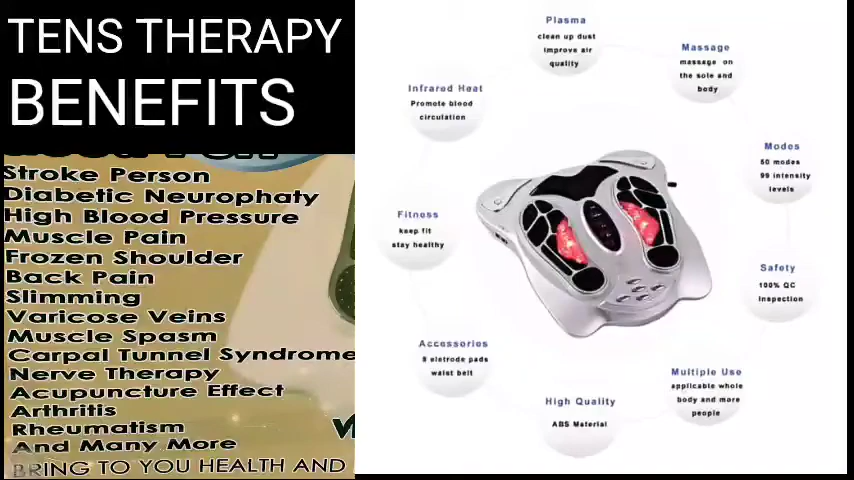 TENS THERAPY
BENEFITS
Stroke Person
Diabetic Neurophaty
High Blood Pressure
Muscle Pain
Frozen Shoulder
Back Pain
Slimming
Varicose Veins
Muscle Spasm
Carpal Tunnel Syndrome
Nerve Therapy
Acupuncture Effect
Arthritis
Rheumatism
And Many More
BRING TO YOU HEALTH AND
Plasma
clean up dust
improve air
quality
Massage
massage on
the sole and
body
Infrared Heat
Promote blood
circulation
Modes
50 modes
99 intensity
levels
Fitness
keep fit
stay healthy
Safety
100% QC
inspection
Accessories
8 eletrode pads
waist belt
Multiple Use
applicable whole
body and more
people
High Quality
ABS Material